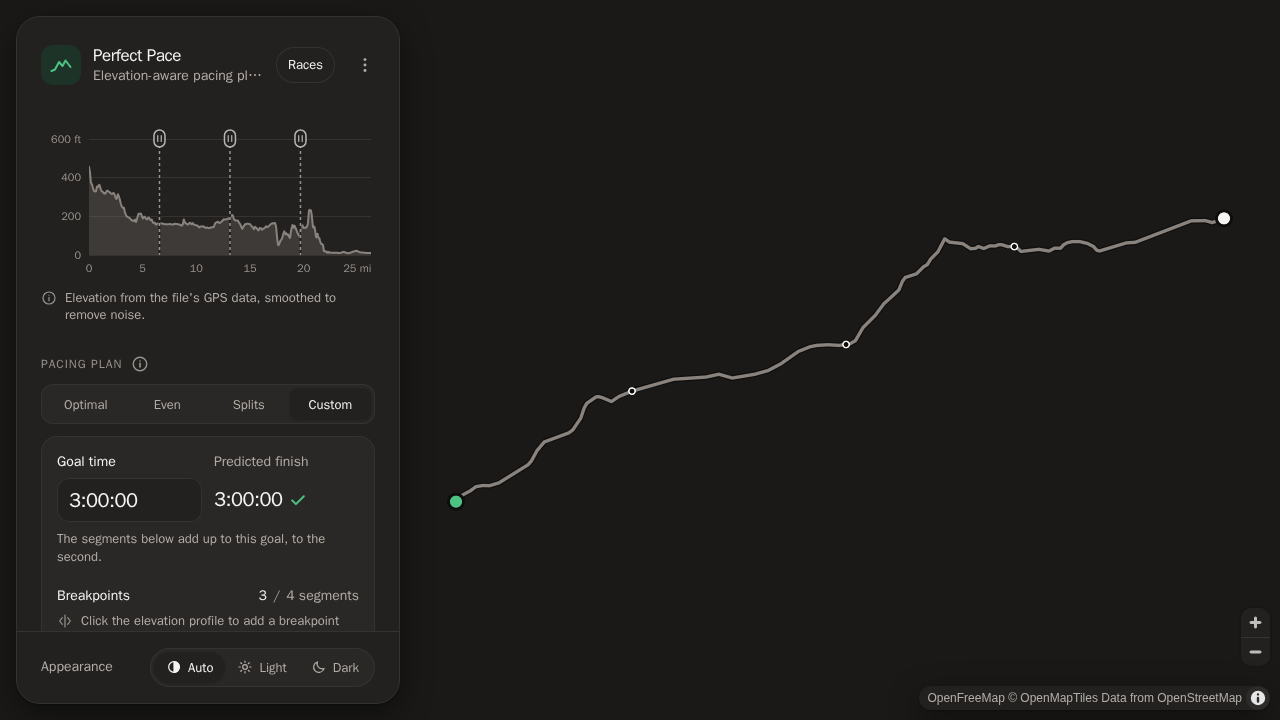 Perfect Pace
Elevation-aware pacing pl⋯
Races
600 ft
400
200
0
0 5 10 15 20 25 mi
Elevation from the file's GPS data, smoothed to
remove noise.
PACING PLAN
Optimal Even Splits Custom
Goal time Predicted finish
3:00:00 3:00:00
The segments below add up to this goal, to the
second.
Breakpoints 3 / 4 segments
Click the elevation profile to add a breakpoint
Appearance Auto Light Dark
OpenFreeMap © OpenMapTiles Data from OpenStreetMap